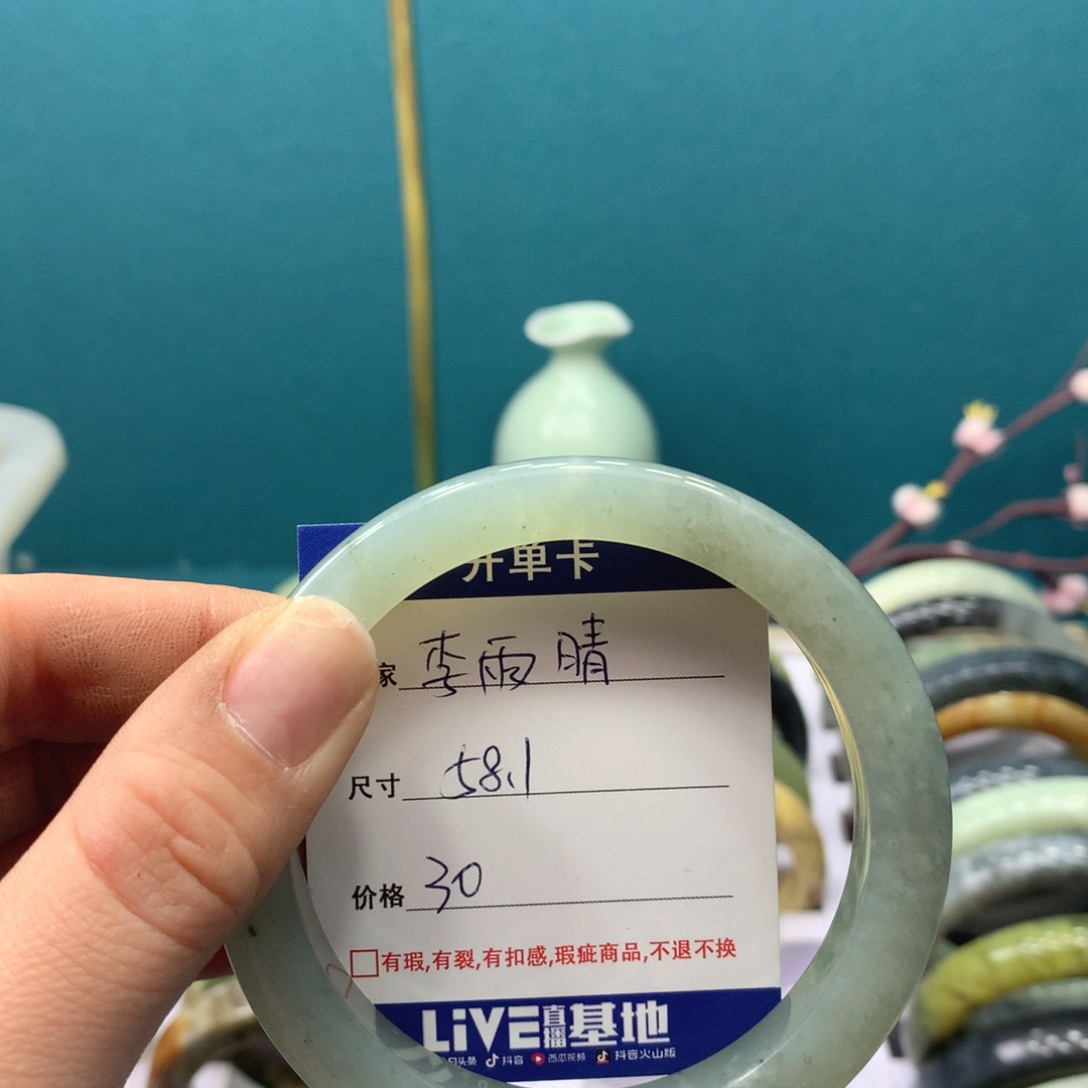 开单卡
家 李雨晴
尺寸 58.1
价格 30
有瑕,有裂,有扣感,瑕疵商品,不退不换
LiVE直播基地
头条 抖音 西瓜视频 抖音火山版